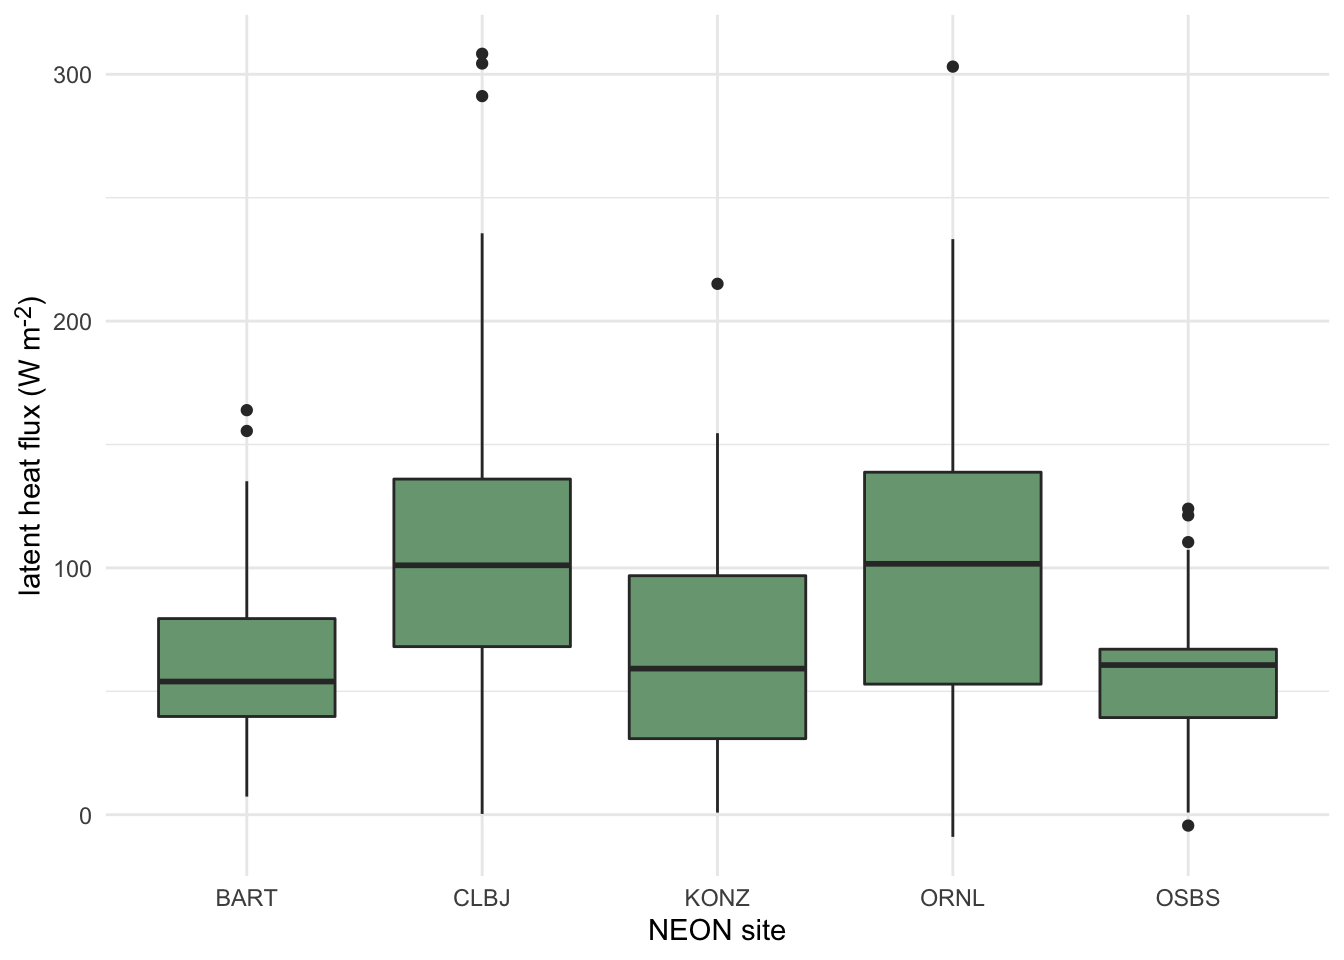 latent heat flux (W m-2)
300
200
100
0
BART CLBJ KONZ ORNL OSBS
NEON site